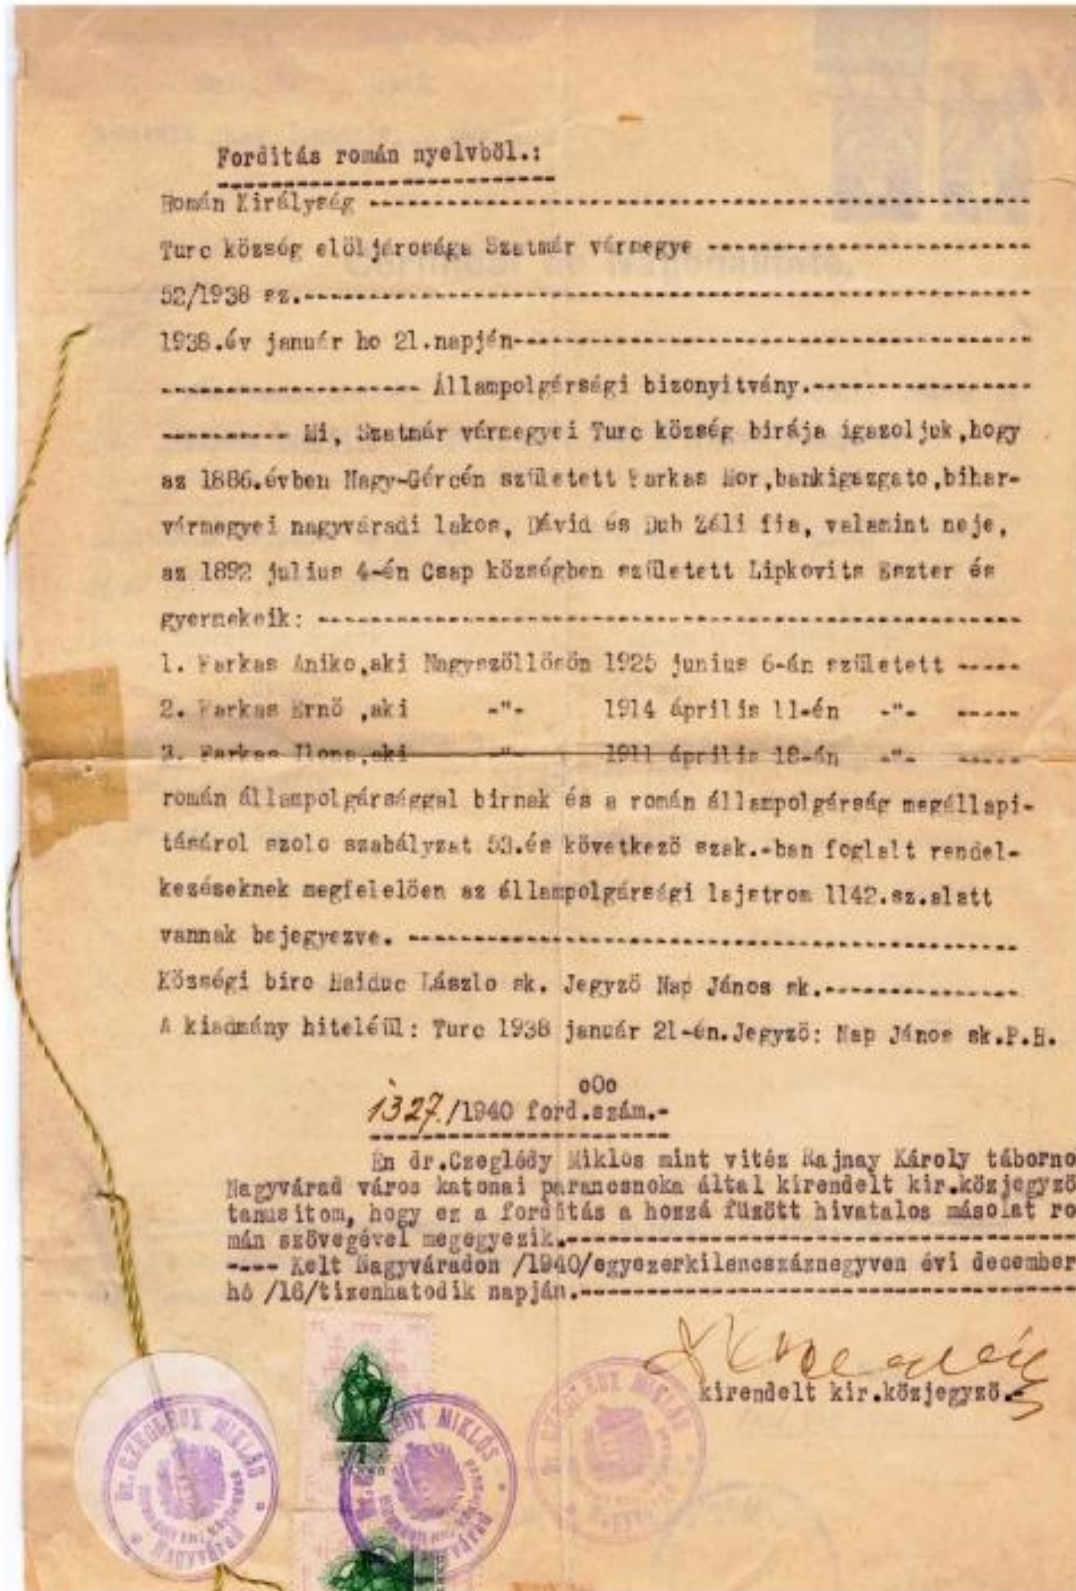 Forditás román nyelvből.:
Román Királyság
Turc község elöljárosága Szatmár vármegye
52/1938 sz.
1938.év január ho 21.napján
Állampolgársági bizonyitvány.
Mi, Szatmár vármegyei Turc község birája igazoljuk,hogy
az 1886.évben Nagy-Gércén született Farkas Mor,bankigazgato,bihar-
vármegyei nagyváradi lakos, Dávid és Dub Záli fia, valamint neje,
az 1892 julius 4-én Csap községben született Lipkovits Eszter és
gyermekeik:
1. Farkas Aniko,aki Nagyszöllösön 1925 junius 6-án született
2. Farkas Ernö ,aki -"- 1914 április 11-én -"-
3. Farkas Ilona,aki -"- 1911 április 18-án -"-
román állampolgársággal birnak és a román állampolgárság megállapi-
tásárol szolo szabályzat 53.és következö szak.-ban foglalt rendel-
kezéseknek megfelelöen az állampolgársági lajstrom 1142.sz.alatt
vannak bejegyezve.
Községi biro Haiduc Lászlo sk. Jegyzö Nap János sk.
A kiadmány hiteléül: Turc 1938 január 21-én.Jegyzö: Nap János sk.P.H.
oOo
1327./1940 ford.szám.-
Én dr.Czeglédy Miklos mint vitéz Rajnay Károly táborno
Nagyvárad város katonai parancsnoka által kirendelt kir.közjegyzö
tanusitom, hogy ez a forditás a hozzá füzött hivatalos másolat ro
mán szövegével megegyezik.
Kelt Nagyváradon /1940/egyezerkilencszáznegyven évi december
hó /16/tizenhatodik napján.
kirendelt kir.közjegyzö.-
Dr. CZEGLÉDY MIKLÓS
NAGYVÁRAD